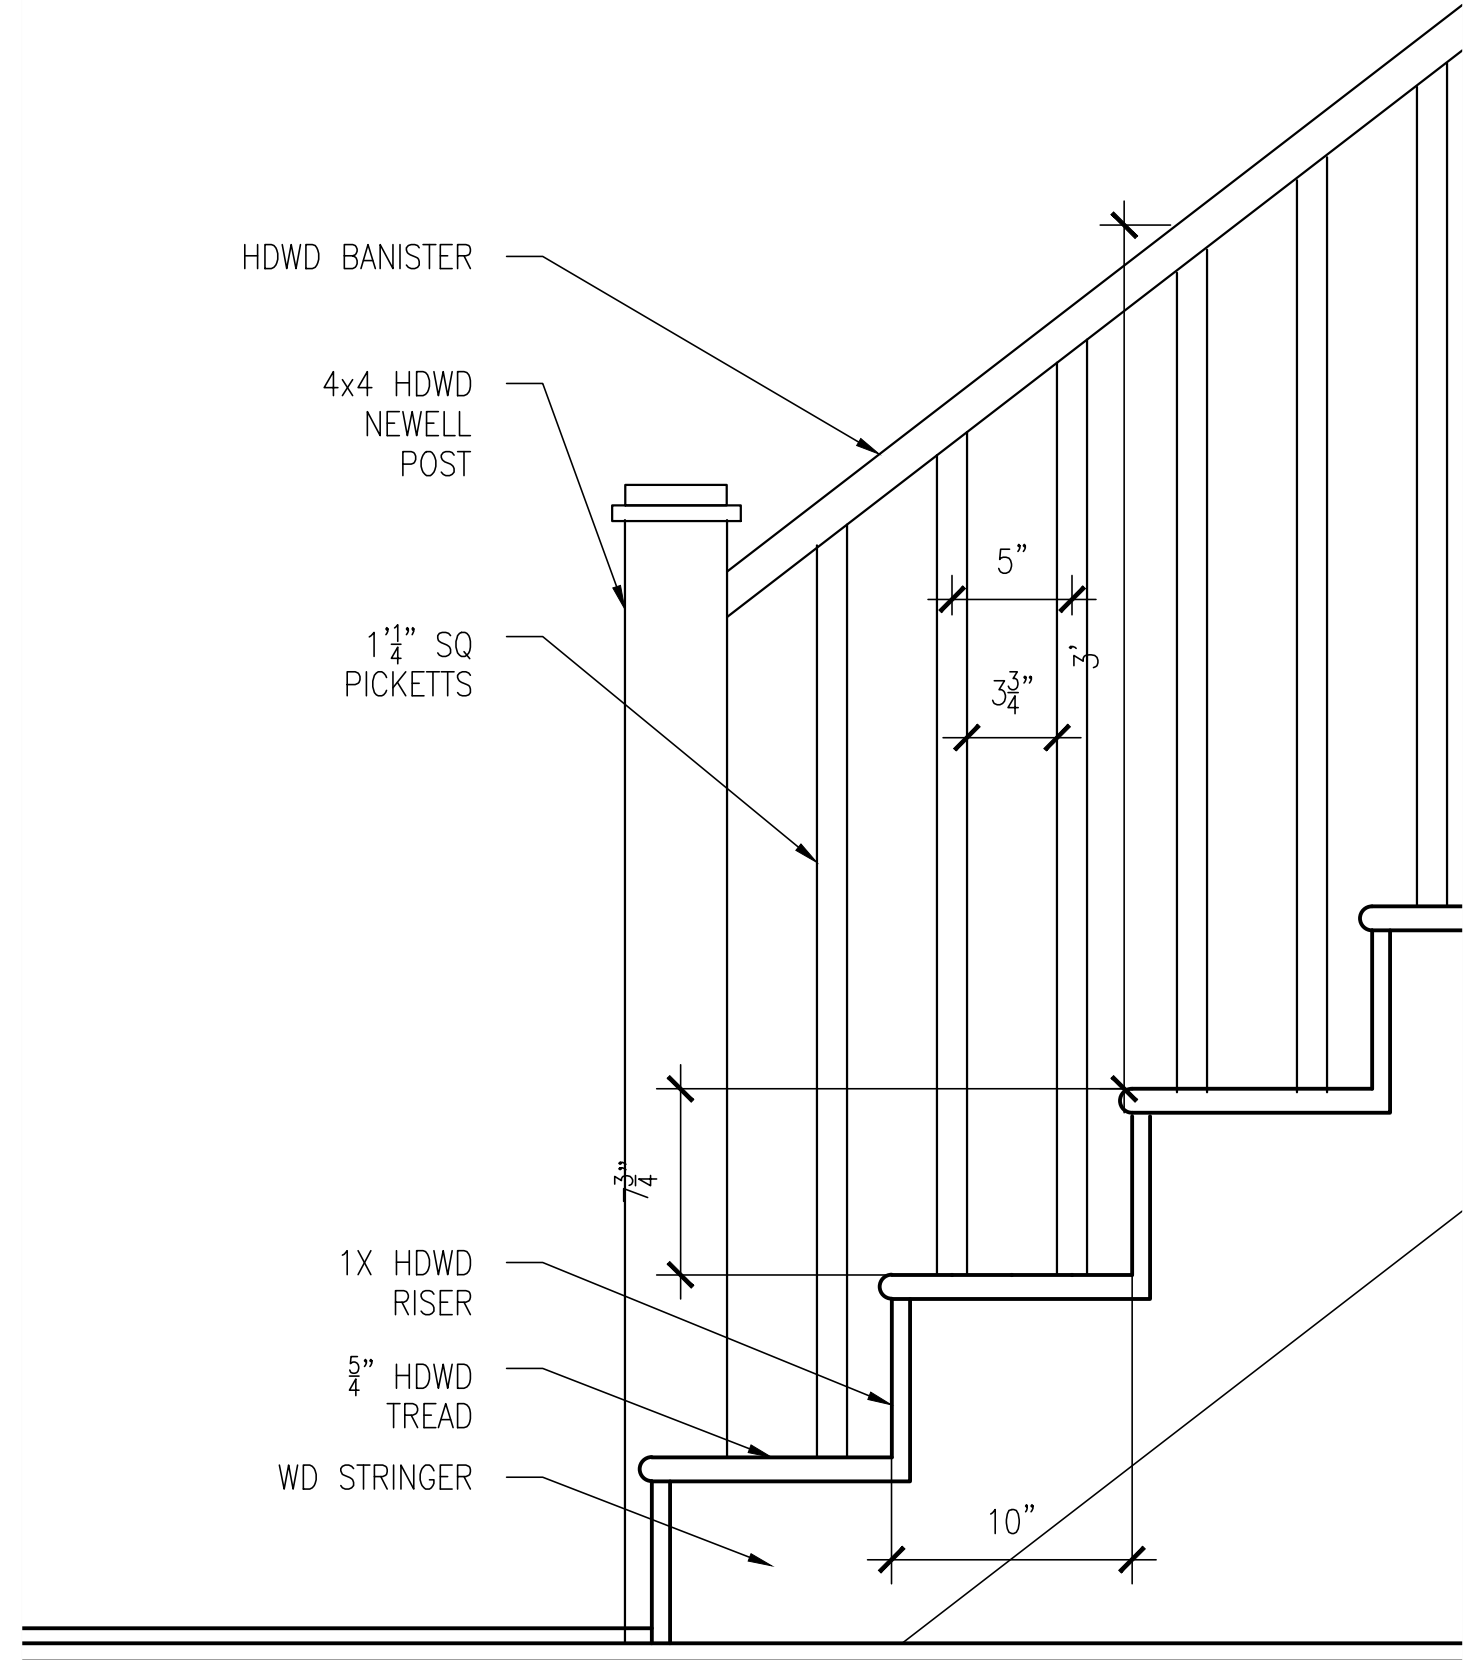 HDWD BANISTER
4x4 HDWD
NEWELL
POST
5”
1'1/4” SQ
PICKETTS
3'
3 3/4”
7 3/4”
1X HDWD
RISER
5/4” HDWD
TREAD
WD STRINGER
10”